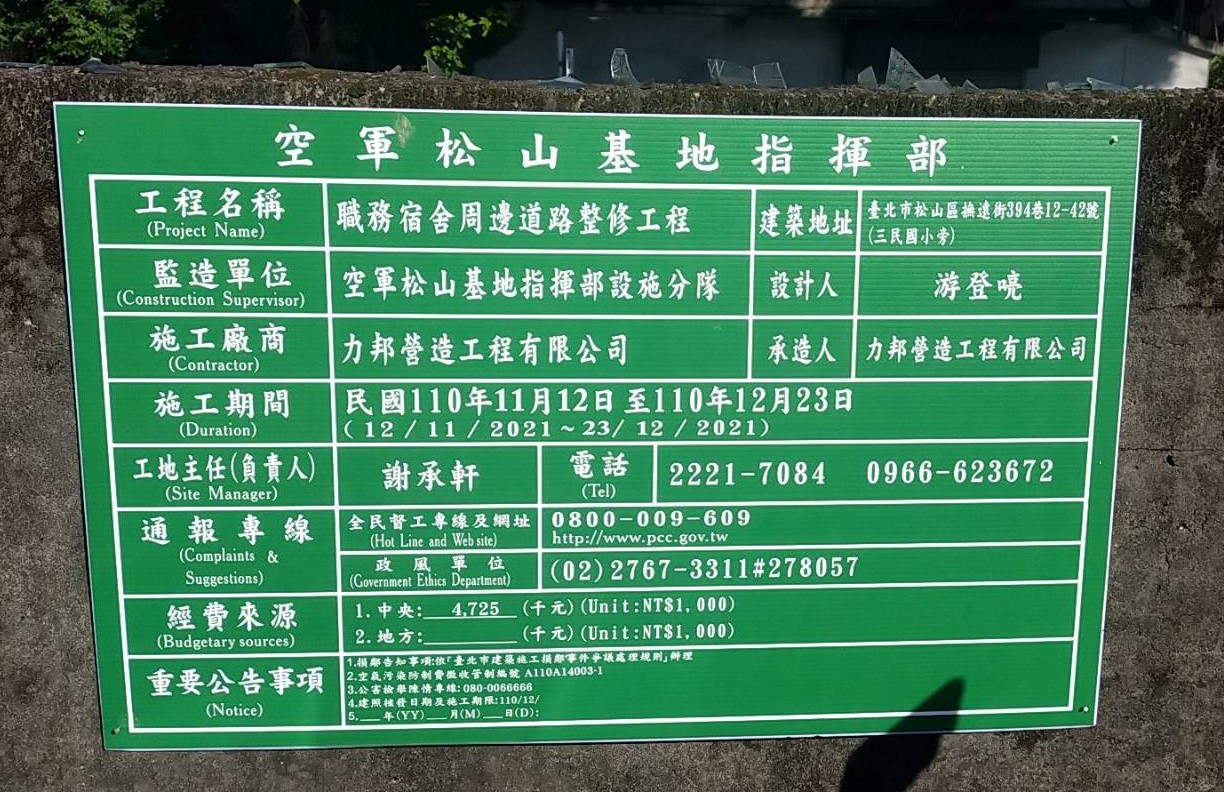 空軍松山基地指揮部
工程名稱 職務宿舍周邊道路整修工程 建築地址 臺北市松山區撫遠街394巷12-42號
(Project Name) (三民國小旁)
監造單位 空軍松山基地指揮部設施分隊 設計人 游登喨
(Construction Supervisor)
施工廠商 力邦營造工程有限公司 承造人 力邦營造工程有限公司
(Contractor)
施工期間 民國110年11月12日至110年12月23日
(Duration) (12/11/2021~23/12/2021)
工地主任(負責人) 謝承軒 電話 2221-7084 0966-623672
(Site Manager) (Tel)
通報專線 全民督工專線及網址 0800-009-609
(Complaints & (Hot Line and Web site) http://www.pcc.gov.tw
Suggestions) 政風單位 (02)2767-3311#278057
(Government Ethics Department)
經費來源 1.中央: 4,725 (千元)(Unit:NT$1,000)
(Budgetary sources) 2.地方:________(千元)(Unit:NT$1,000)
重要公告事項 1.損鄰告知事項:依「臺北市建築施工損鄰事件爭議處理規則」辦理
(Notice) 2.空氣污染防制費徵收管制編號 A110A14003-1
3.公害檢舉陳情專線:080-0066666
4.建照核發日期及施工期限:110/12/
5.___年(YY)___月(M)___日(D):